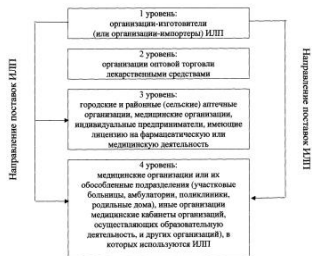 Направление поставок ИЛП
1 уровень:
организации-изготовители
(или организации-импортеры) ИЛП
2 уровень:
организации оптовой торговли
лекарственными средствами
3 уровень:
городские и районные (сельские) аптечные
организации, медицинские организации,
индивидуальные предприниматели, имеющие
лицензию на фармацевтическую или
медицинскую деятельность
4 уровень:
медицинские организации или их
обособленные подразделения (участковые
больницы, амбулатории, поликлиники,
родильные дома), иные организации
медицинские кабинеты организаций,
осуществляющих образовательную
деятельность, и других организаций), в
которых используются ИЛП
Направление поставок ИЛП